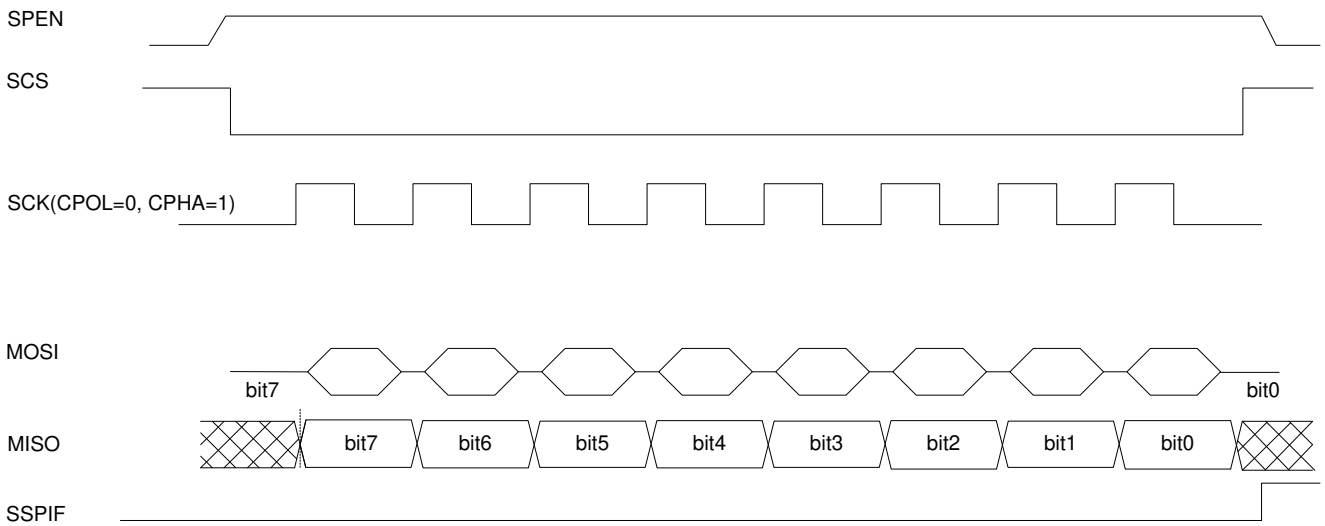 SPEN
SCS
SCK(CPOL=0, CPHA=1)
MOSI
bit7
bit0
MISO
bit7
bit6
bit5
bit4
bit3
bit2
bit1
bit0
SSPIF